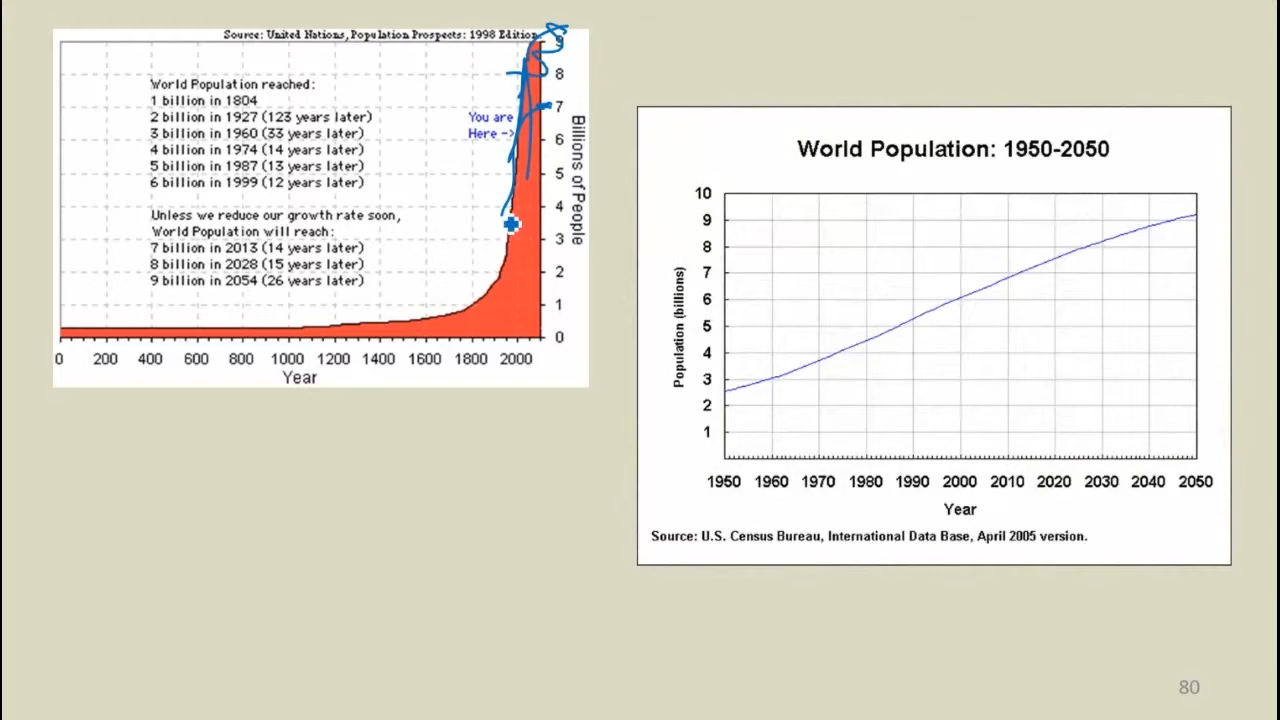 Source: United Nations, Population Prospects: 1998 Edition.
World Population reached:
1 billion in 1804
2 billion in 1927 (123 years later)
3 billion in 1960 (33 years later)
4 billion in 1974 (14 years later)
5 billion in 1987 (13 years later)
6 billion in 1999 (12 years later)
You are
Here ->
Unless we reduce our growth rate soon,
World Population will reach:
7 billion in 2013 (14 years later)
8 billion in 2028 (15 years later)
9 billion in 2054 (26 years later)
9
8
7
6
5
4
3
2
1
0
Billions of People
0 200 400 600 800 1000 1200 1400 1600 1800 2000
Year
World Population: 1950-2050
10
9
8
7
6
5
4
3
2
1
Population (billions)
1950 1960 1970 1980 1990 2000 2010 2020 2030 2040 2050
Year
Source: U.S. Census Bureau, International Data Base, April 2005 version.
80